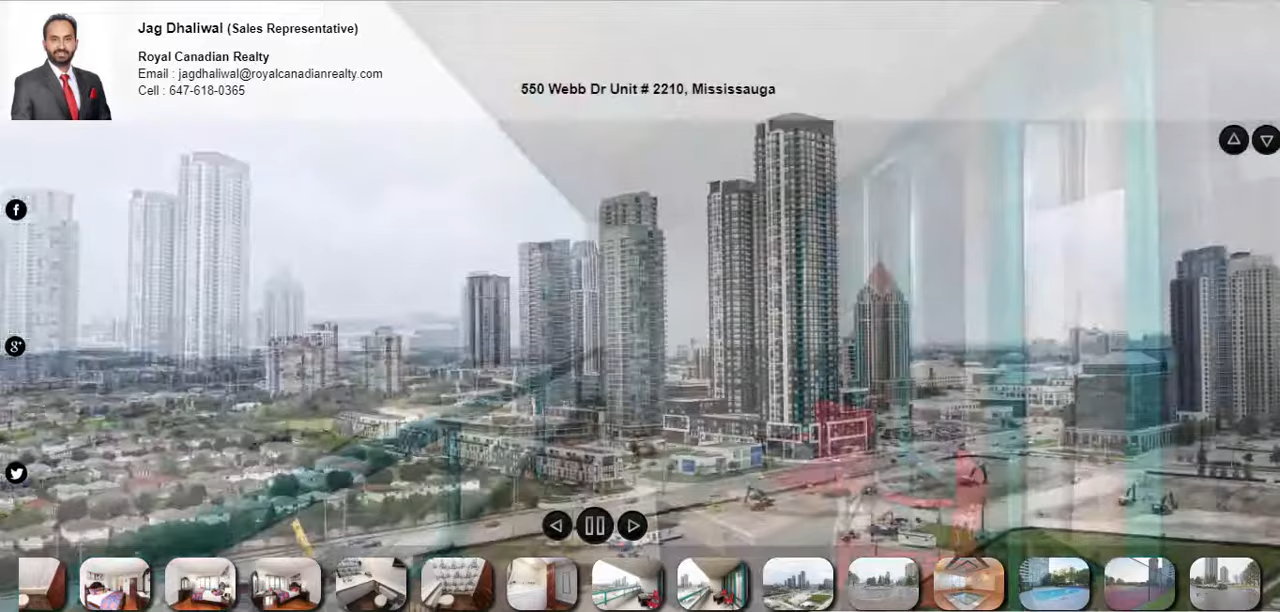 Jag Dhaliwal (Sales Representative)
Royal Canadian Realty
Email : jagdhaliwal@royalcanadianrealty.com
Cell : 647-618-0365
550 Webb Dr Unit # 2210, Mississauga